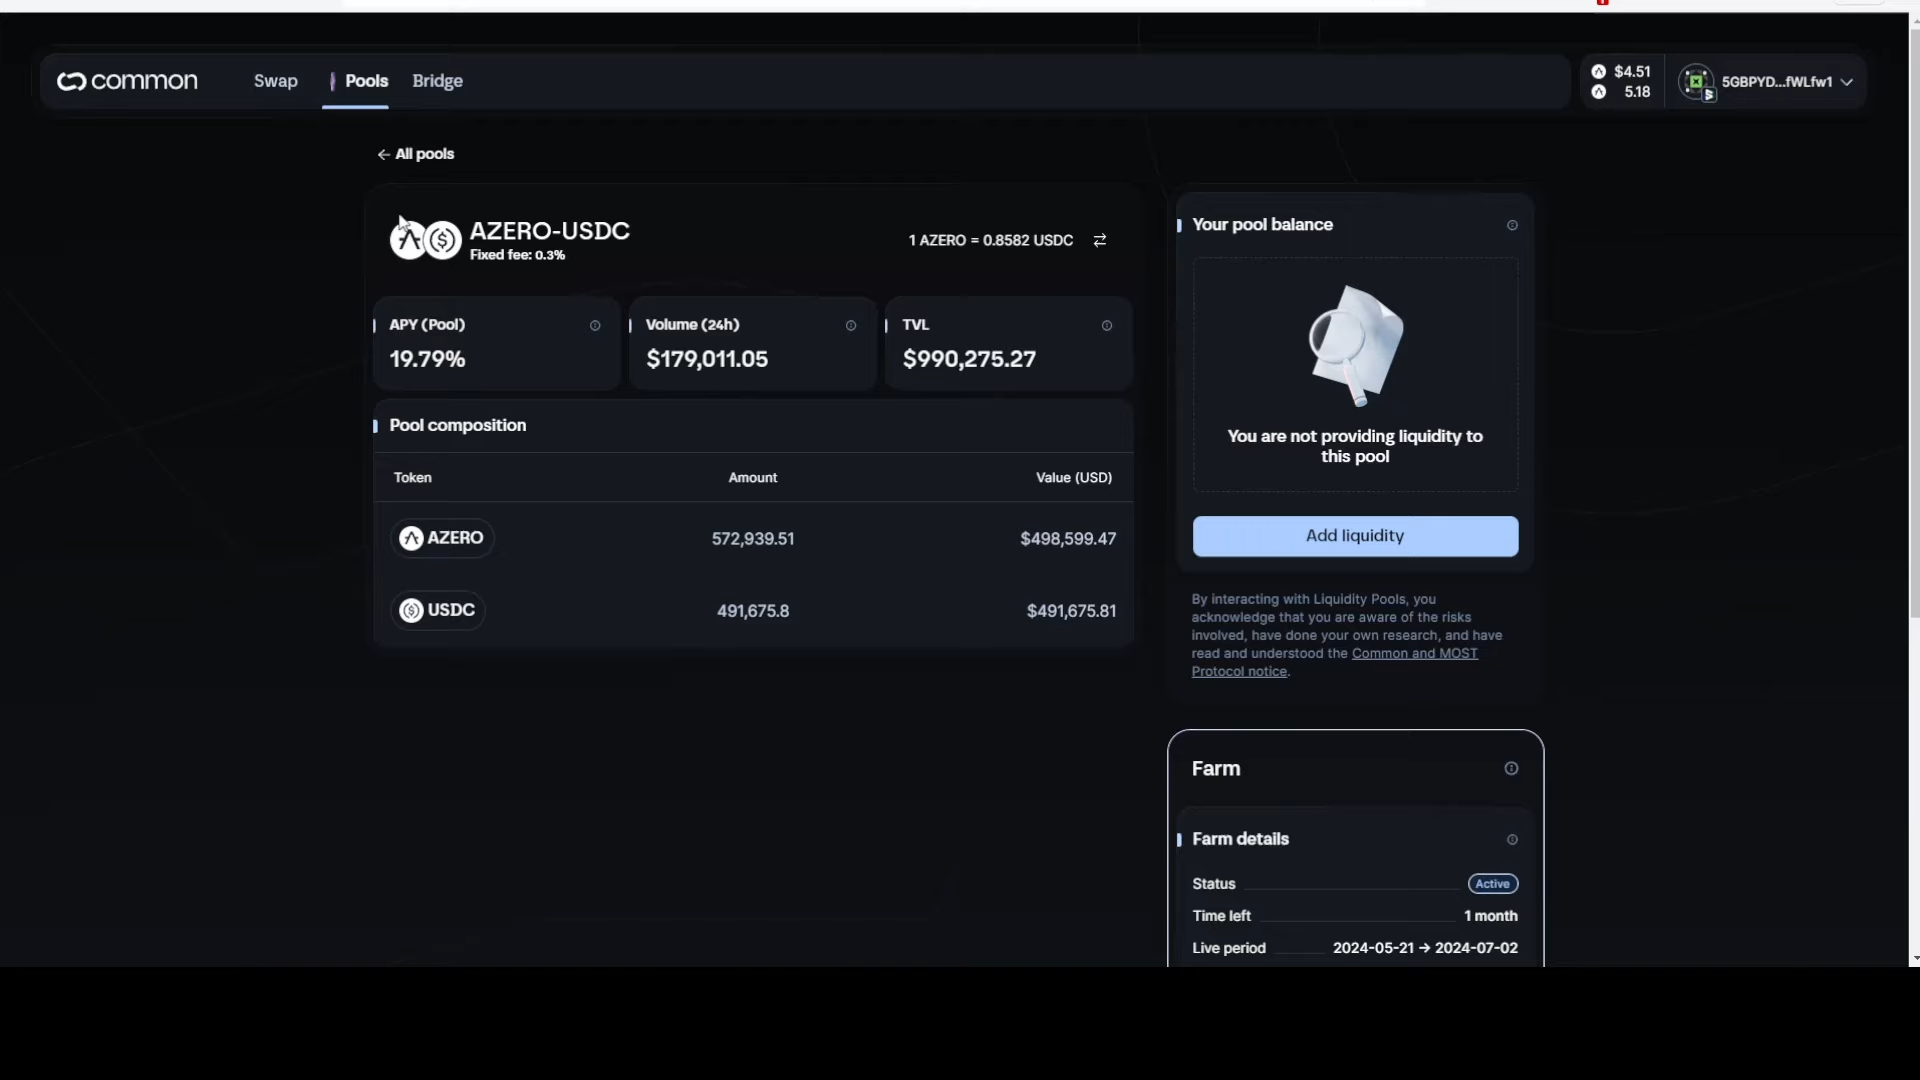 common
Swap
Pools
Bridge
$4.51
5.18
5GBPYD...fWLfw1
← All pools
AZERO-USDC
Fixed fee: 0.3%
1 AZERO = 0.8582 USDC
APY (Pool)
19.79%
Volume (24h)
$179,011.05
TVL
$990,275.27
Pool composition
Token Amount Value (USD)
AZERO 572,939.51 $498,599.47
USDC 491,675.8 $491,675.81
Your pool balance
You are not providing liquidity to
this pool
Add liquidity
By interacting with Liquidity Pools, you
acknowledge that you are aware of the risks
involved, have done your own research, and have
read and understood the Common and MOST
Protocol notice.
Farm
Farm details
Status Active
Time left 1 month
Live period 2024-05-21 → 2024-07-02